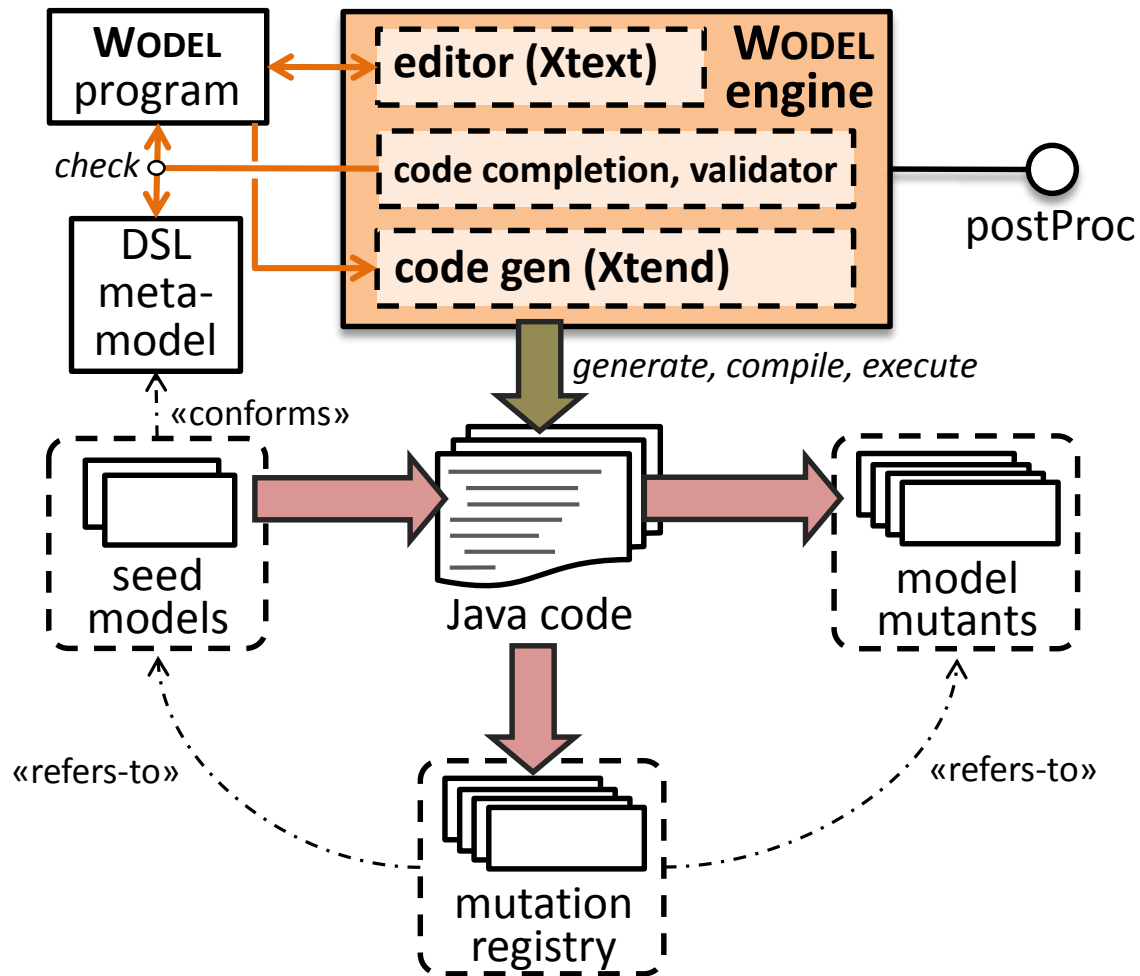 WODEL
program
editor (Xtext)
WODEL
engine
check
code completion, validator
postProc
DSL
meta-
model
code gen (Xtend)
generate, compile, execute
«conforms»
seed
models
Java code
model
mutants
«refers-to»
«refers-to»
mutation
registry